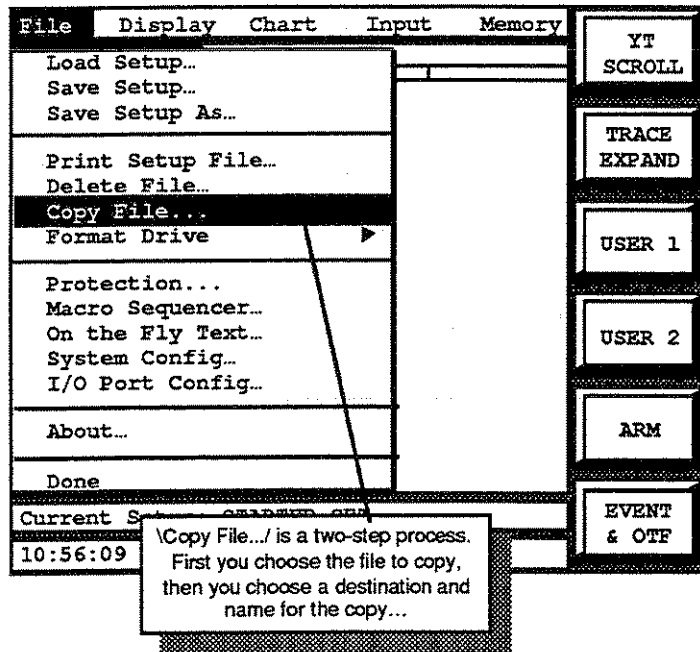 File Display Chart Input Memory
Load Setup…
Save Setup…
Save Setup As…
Print Setup File…
Delete File…
Copy File...
Format Drive
Protection...
Macro Sequencer…
On the Fly Text…
System Config…
I/O Port Config…
About…
Done
Current
10:56:09
\Copy File.../ is a two-step process.
First you choose the file to copy,
then you choose a destination and
name for the copy…
YT
SCROLL
TRACE
EXPAND
USER 1
USER 2
ARM
EVENT
& OTF